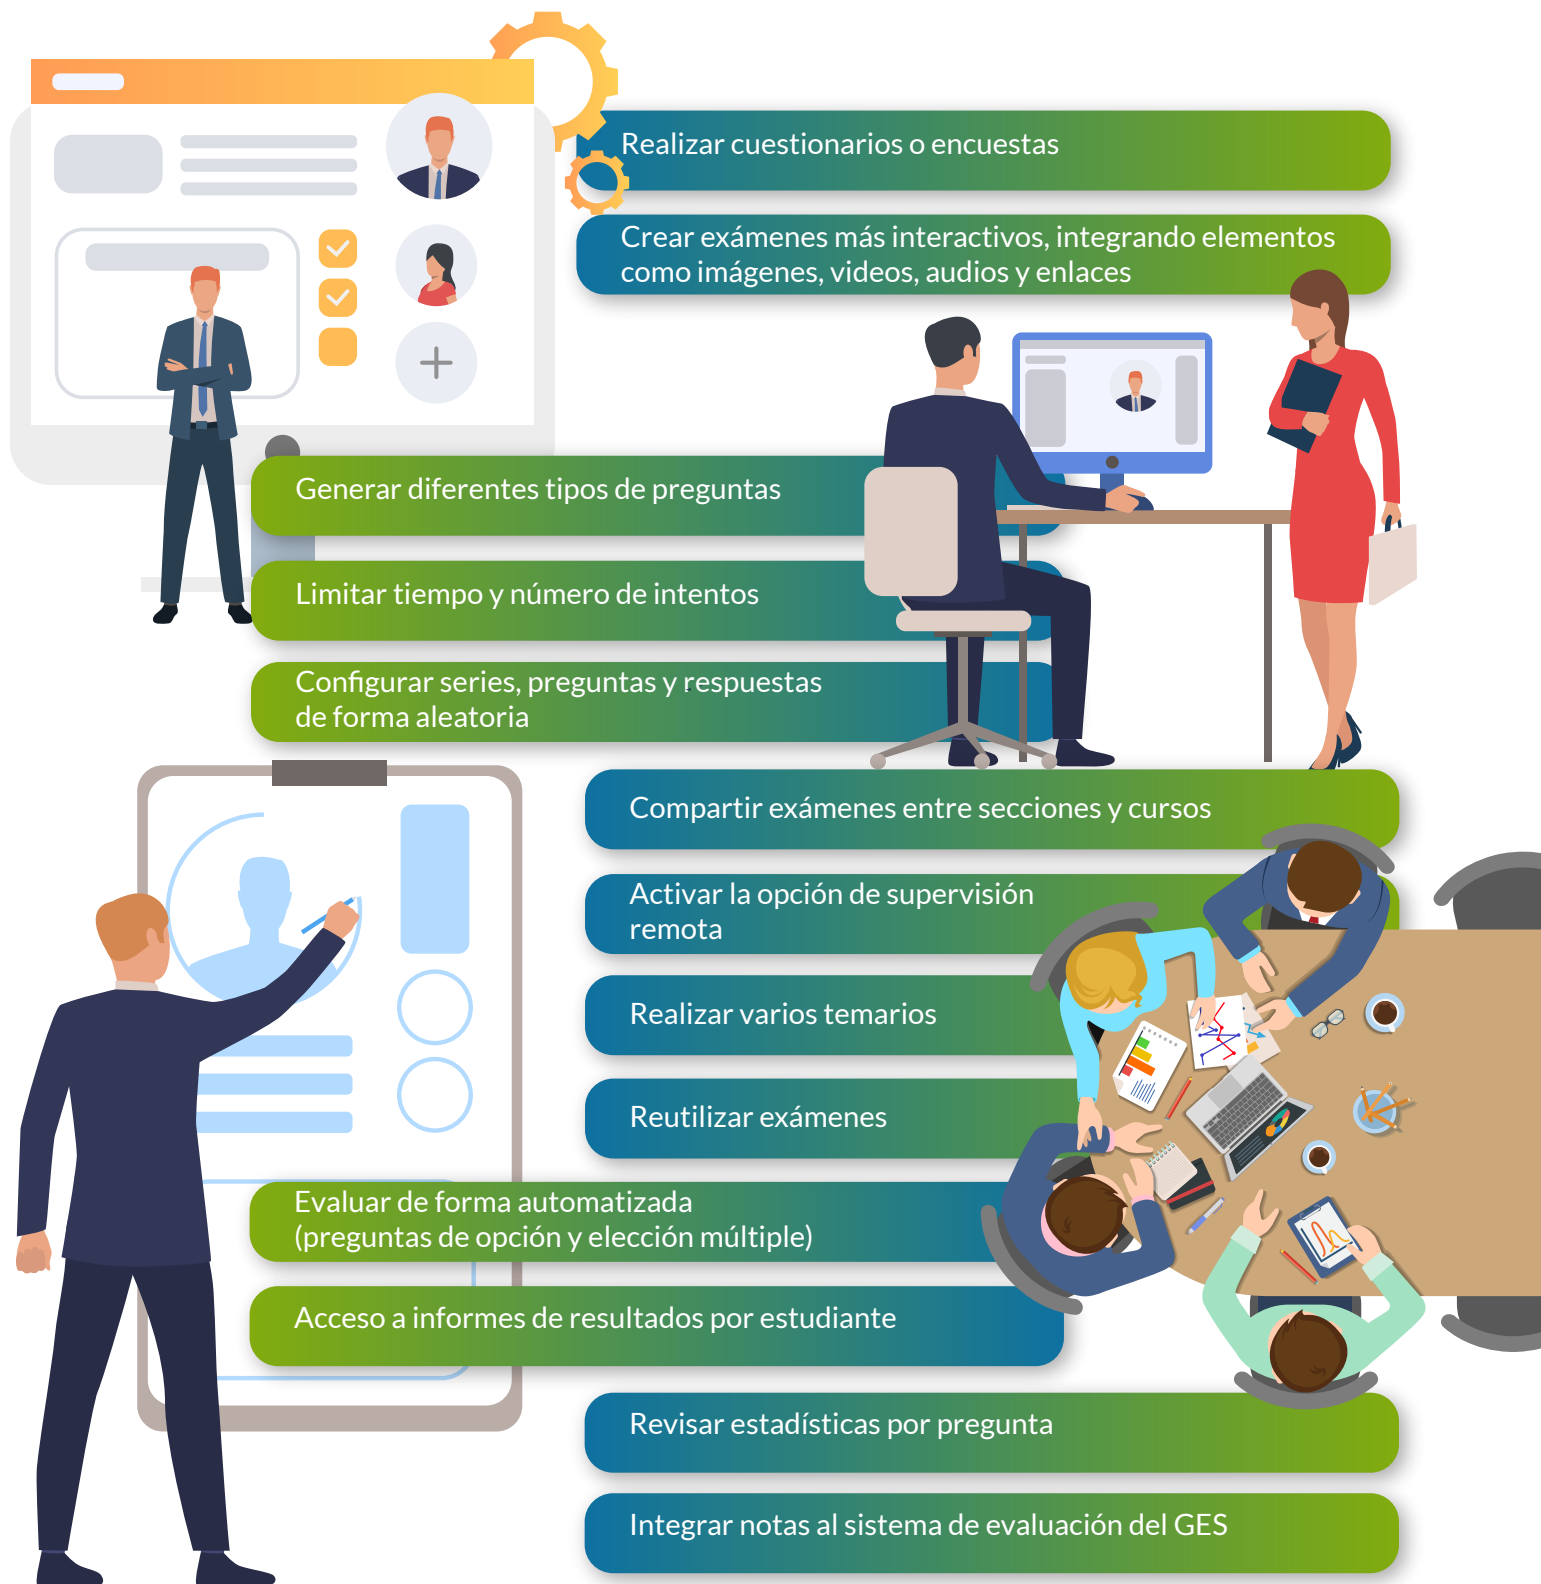 Realizar cuestionarios o encuestas
Crear exámenes más interactivos, integrando elementos
como imágenes, videos, audios y enlaces
Generar diferentes tipos de preguntas
Limitar tiempo y número de intentos
Configurar series, preguntas y respuestas
de forma aleatoria
Compartir exámenes entre secciones y cursos
Activar la opción de supervisión
remota
Realizar varios temarios
Reutilizar exámenes
Evaluar de forma automatizada
(preguntas de opción y elección múltiple)
Acceso a informes de resultados por estudiante
Revisar estadísticas por pregunta
Integrar notas al sistema de evaluación del GES